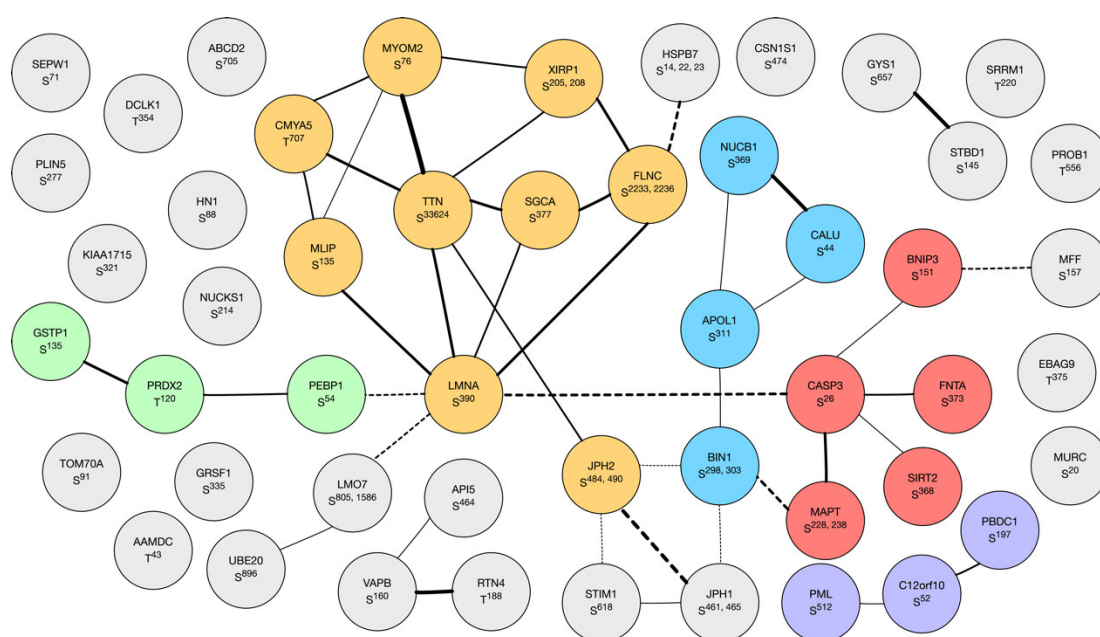 SEPW1
S71
ABCD2
S705
DCLK1
T354
PLIN5
S277
HN1
S88
KIAA1715
S321
NUCKS1
S214
MYOM2
S76
XIRP1
S205, 208
CMYA5
T707
TTN
S33624
SGCA
S377
FLNC
S2233, 2236
MLIP
S135
HSPB7
S14, 22, 23
CSN1S1
S474
GYS1
S657
SRRM1
T220
STBD1
S145
PROB1
T556
NUCB1
S369
CALU
S44
BNIP3
S151
MFF
S157
APOL1
S311
GSTP1
S135
PRDX2
T120
PEBP1
S54
LMNA
S390
CASP3
S26
FNTA
S373
EBAG9
T375
TOM70A
S91
GRSF1
S335
LMO7
S805, 1586
API5
S464
JPH2
S484, 490
BIN1
S298, 303
MAPT
S228, 238
SIRT2
S368
MURC
S20
PBDC1
S197
AAMDC
T43
UBE20
S896
VAPB
S160
RTN4
T188
STIM1
S618
JPH1
S461, 465
PML
S512
C12orf10
S52